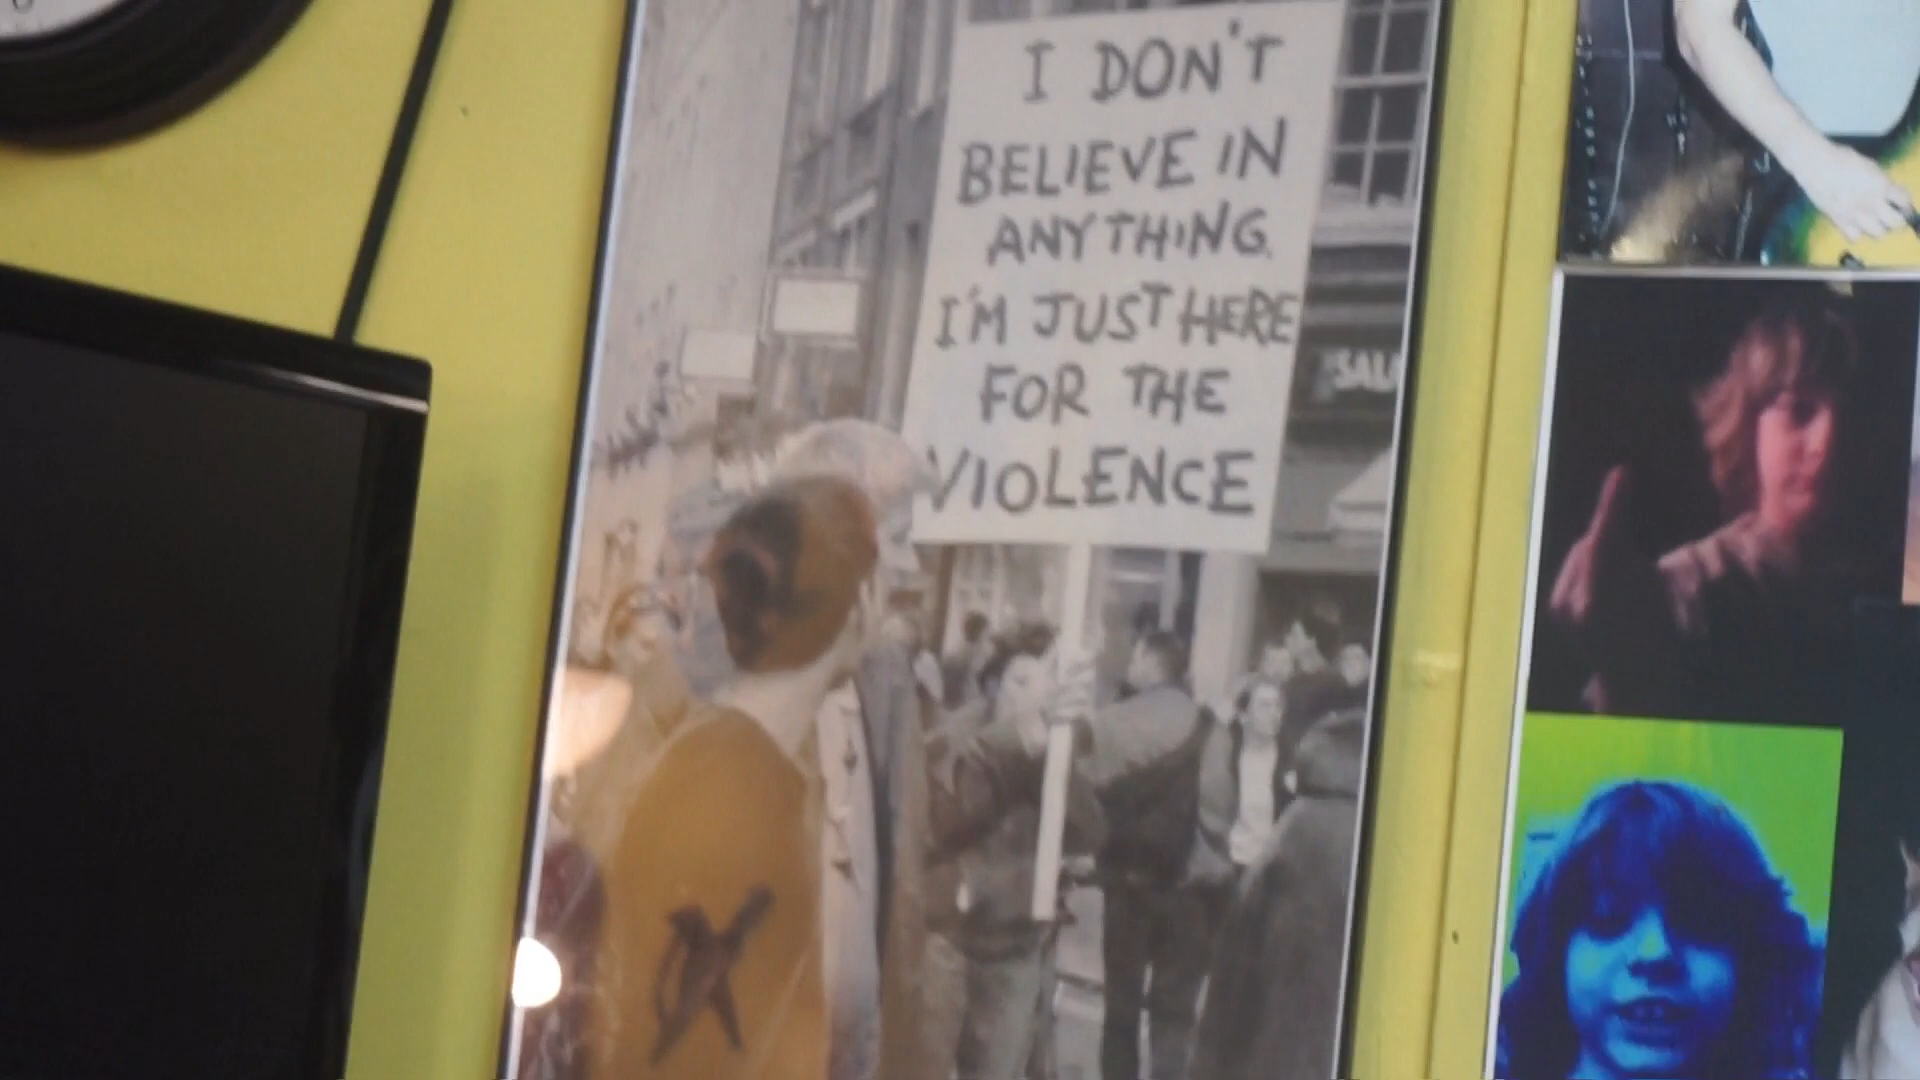 I DON'T
BELIEVE IN
ANYTHING.
I'M JUST HERE
FOR THE
VIOLENCE